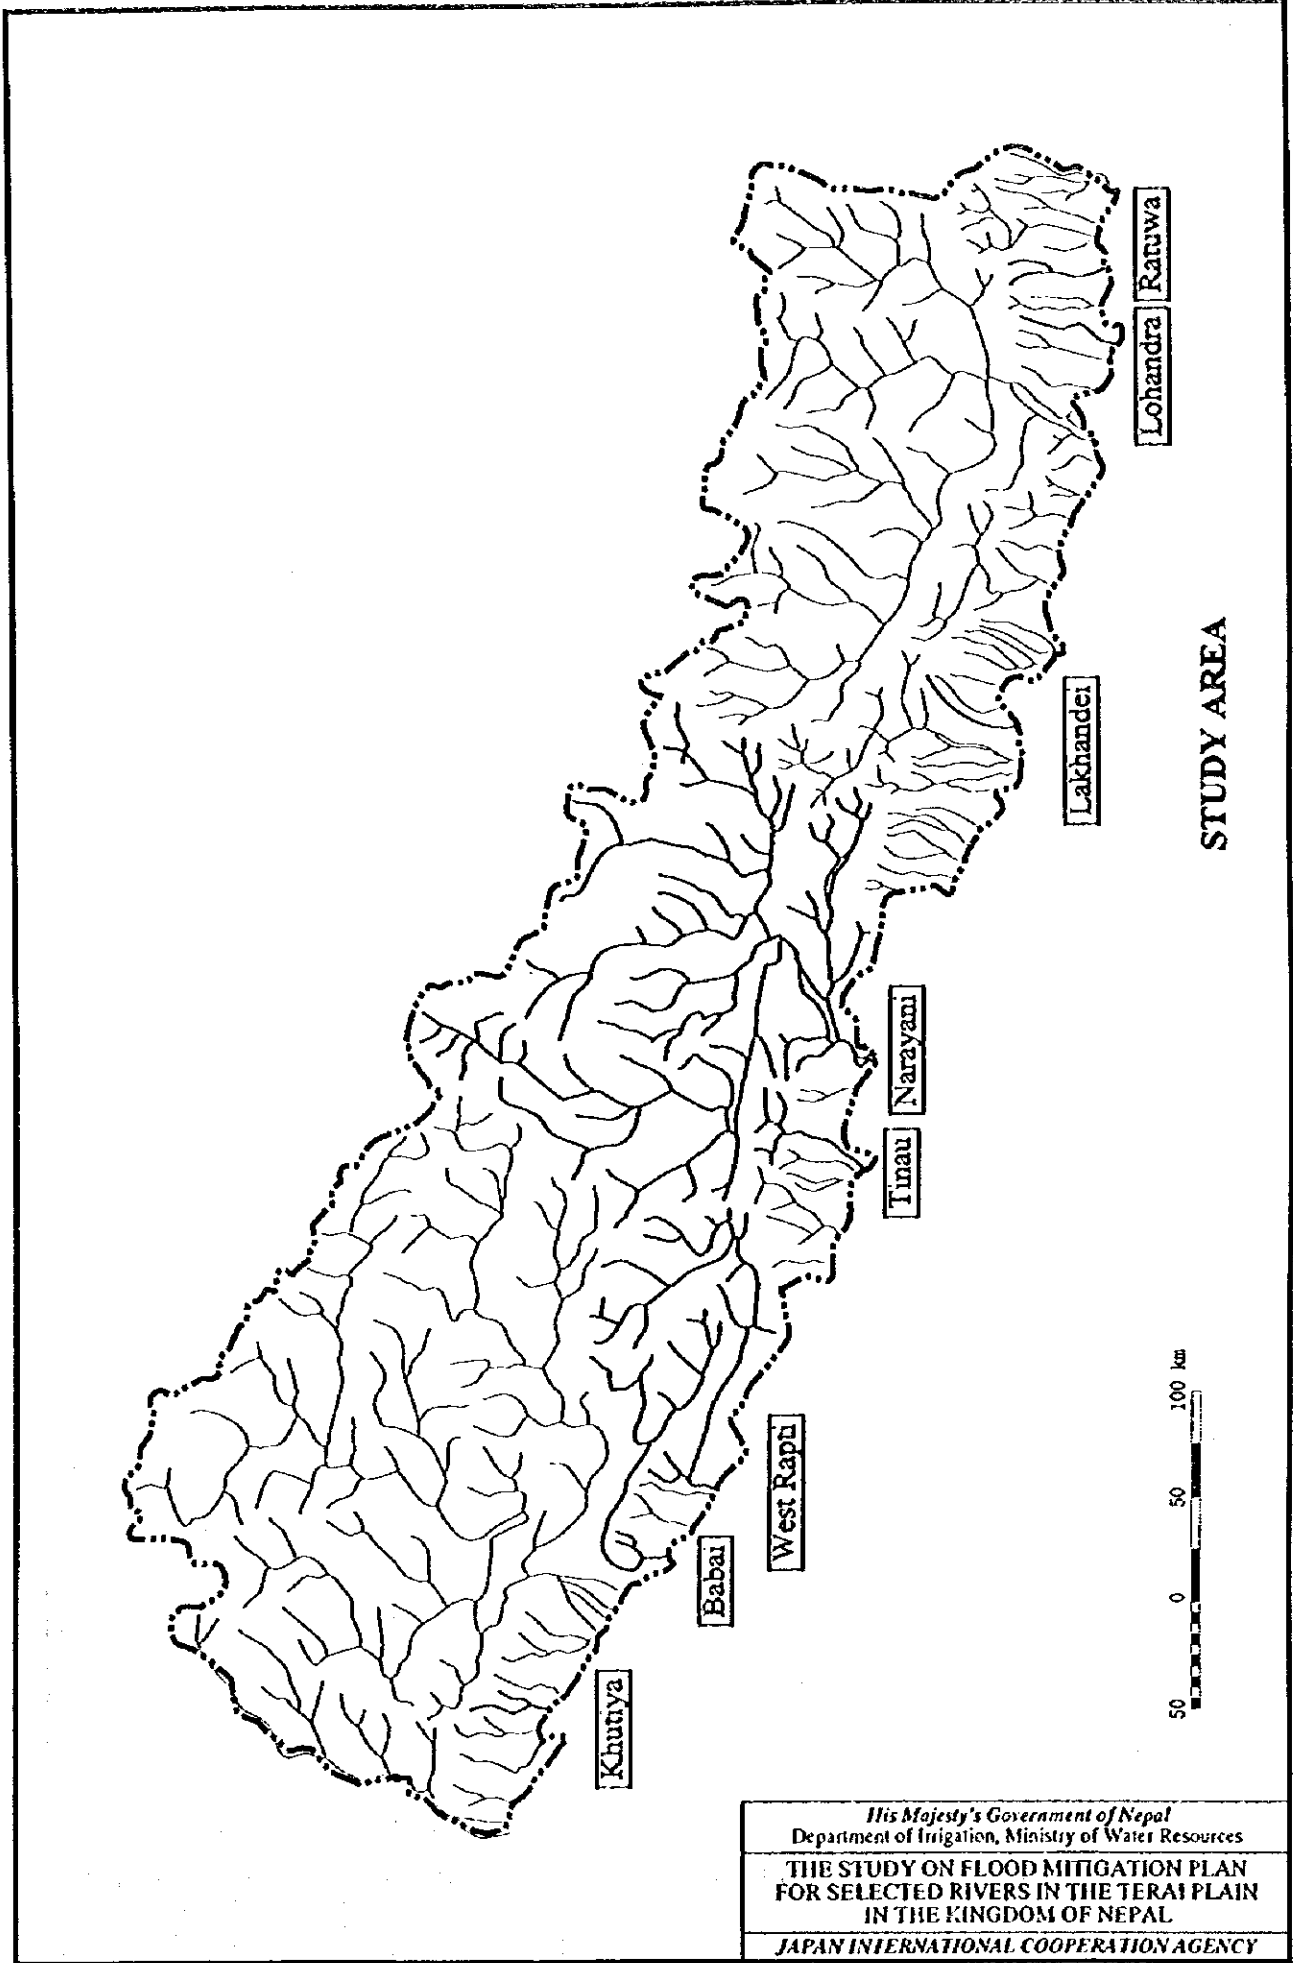 Ratuwa
Lohandra
Lakhandei
Narayani
Tinau
West Rapti
Babai
Khutiya
STUDY AREA
50 0 50 100 km
His Majesty's Government of Nepal
Department of Irrigation, Ministry of Water Resources
THE STUDY ON FLOOD MITIGATION PLAN
FOR SELECTED RIVERS IN THE TERAI PLAIN
IN THE KINGDOM OF NEPAL
JAPAN INTERNATIONAL COOPERATION AGENCY